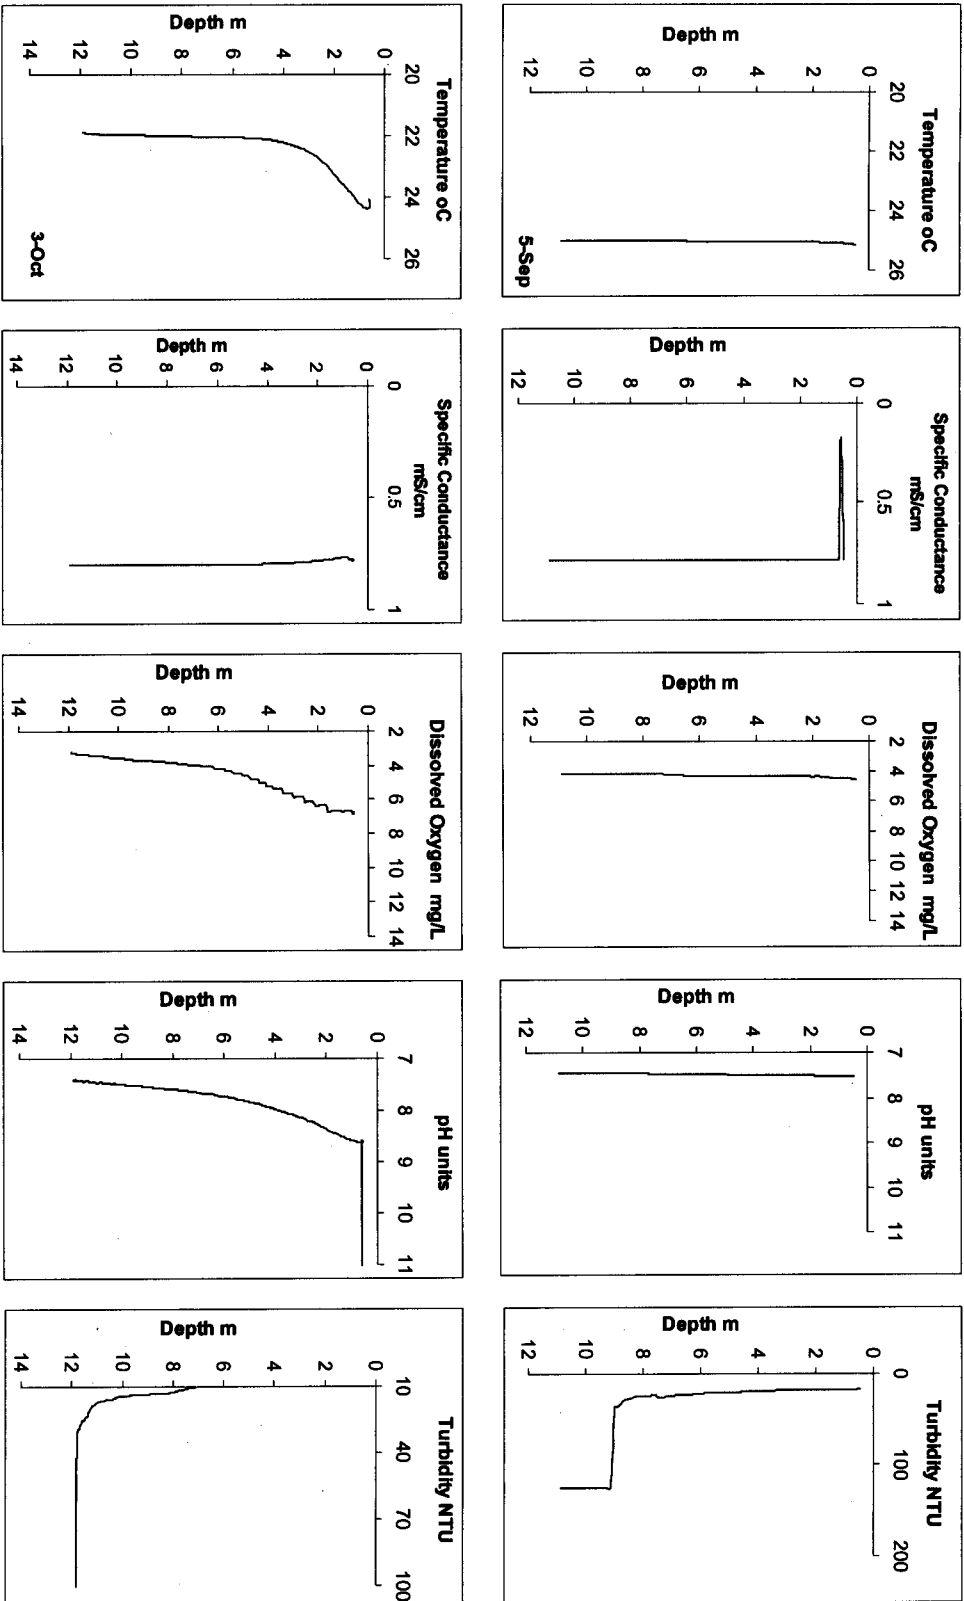 Temperature oC
20 22 24 26
0
2
4
6
8
10
12
Depth m
5-Sep
Specific Conductance
mS/cm
0 0.5 1
0
2
4
6
8
10
12
Depth m
Dissolved Oxygen mg/L
2 4 6 8 10 12 14
0
2
4
6
8
10
12
Depth m
pH units
7 8 9 10 11
0
2
4
6
8
10
12
Depth m
Turbidity NTU
0 100 200
0
2
4
6
8
10
12
Depth m
Temperature oC
20 22 24 26
0
2
4
6
8
10
12
14
Depth m
3-Oct
Specific Conductance
mS/cm
0 0.5 1
0
2
4
6
8
10
12
14
Depth m
Dissolved Oxygen mg/L
2 4 6 8 10 12 14
0
2
4
6
8
10
12
14
Depth m
pH units
7 8 9 10 11
0
2
4
6
8
10
12
14
Depth m
Turbidity NTU
10 40 70 100
0
2
4
6
8
10
12
14
Depth m